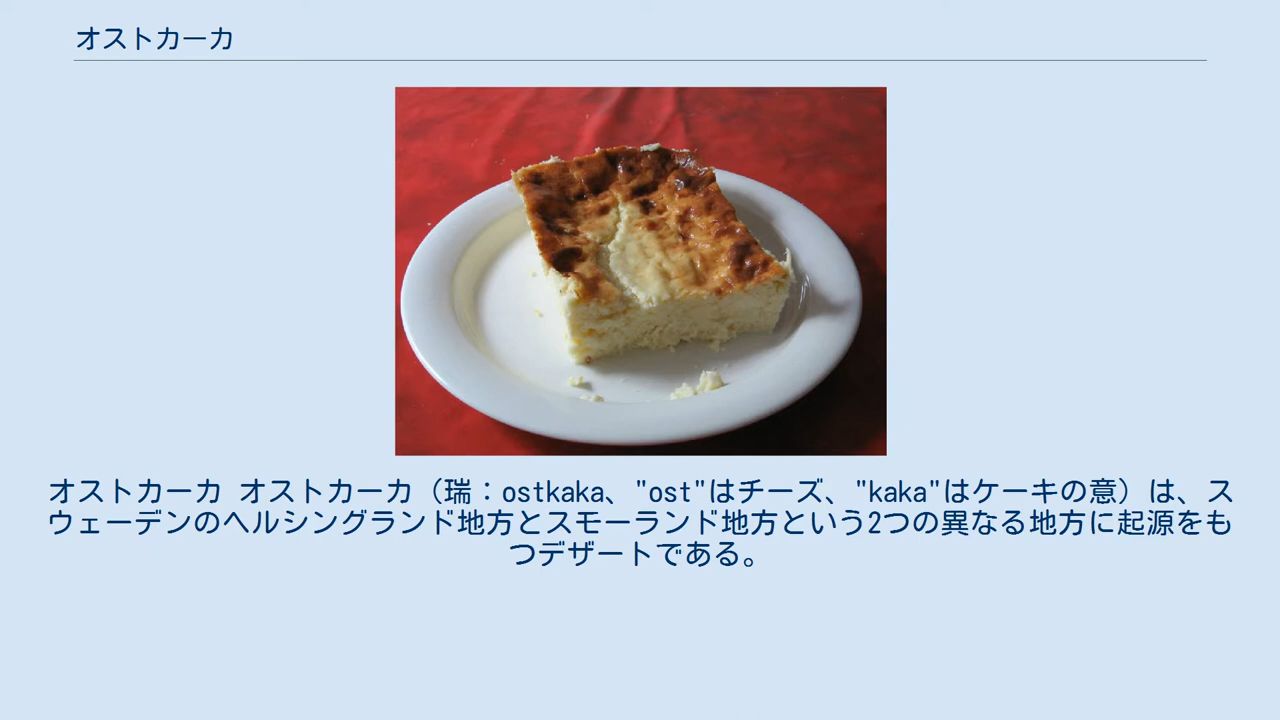 オストカーカ
オストカーカ オストカーカ（瑞：ostkaka、"ost"はチーズ、"kaka"はケーキの意）は、ス
ウェーデンのヘルシングランド地方とスモーランド地方という2つの異なる地方に起源をも
つデザートである。